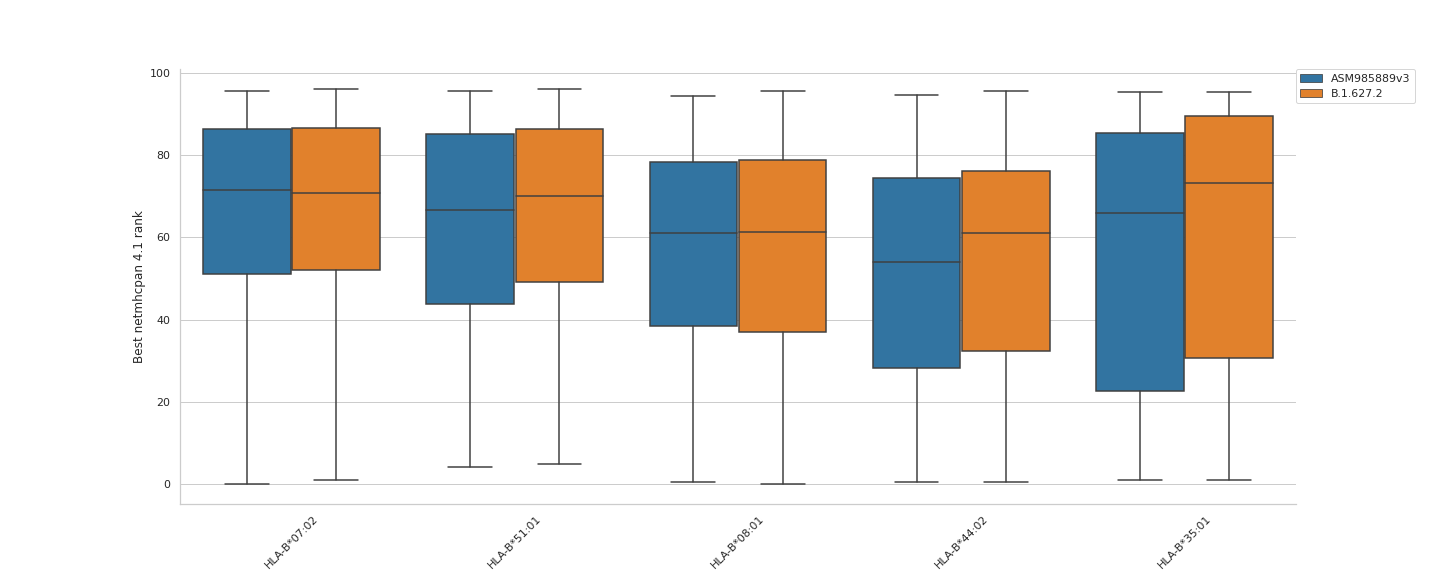 100
80
60
40
20
0
Best netmhcpan 4.1 rank
HLA-B*07:02
HLA-B*51:01
HLA-B*08:01
HLA-B*44:02
HLA-B*35:01
ASM985889v3
B.1.627.2